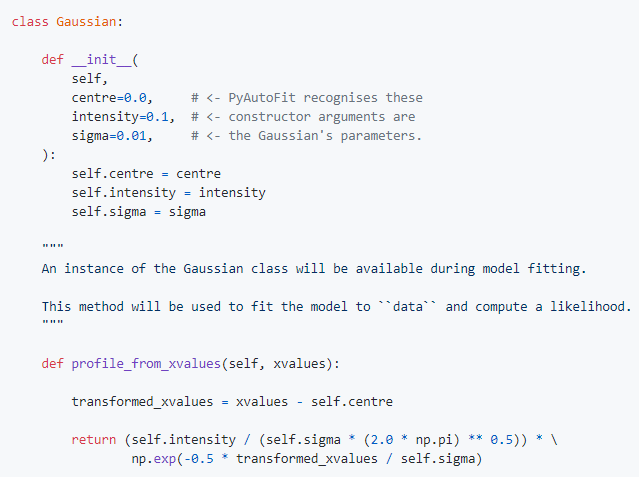 class Gaussian:
def __init__(
self,
centre=0.0,     # <- PyAutoFit recognises these
intensity=0.1,  # <- constructor arguments are
sigma=0.01,     # <- the Gaussian's parameters.
):
self.centre = centre
self.intensity = intensity
self.sigma = sigma
"""
An instance of the Gaussian class will be available during model fitting.
This method will be used to fit the model to ``data`` and compute a likelihood.
"""
def profile_from_xvalues(self, xvalues):
transformed_xvalues = xvalues - self.centre
return (self.intensity / (self.sigma * (2.0 * np.pi) ** 0.5)) * \
np.exp(-0.5 * transformed_xvalues / self.sigma)